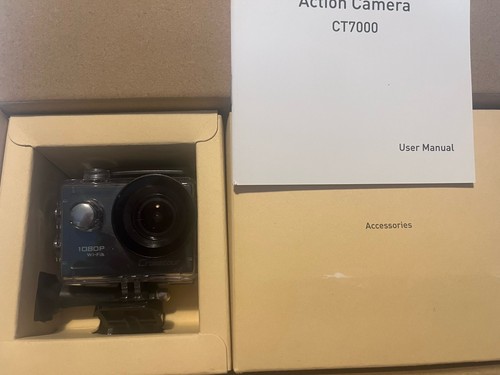 Action Camera
CT7000
User Manual
Accessories
1080P
Wi-Fi